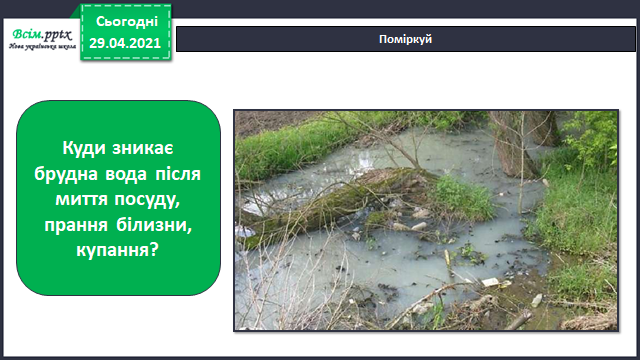 Сьогодні
29.04.2021
Всім.pptx
Нова українська школа
Поміркуй
Куди зникає
брудна вода після
миття посуду,
прання білизни,
купання?